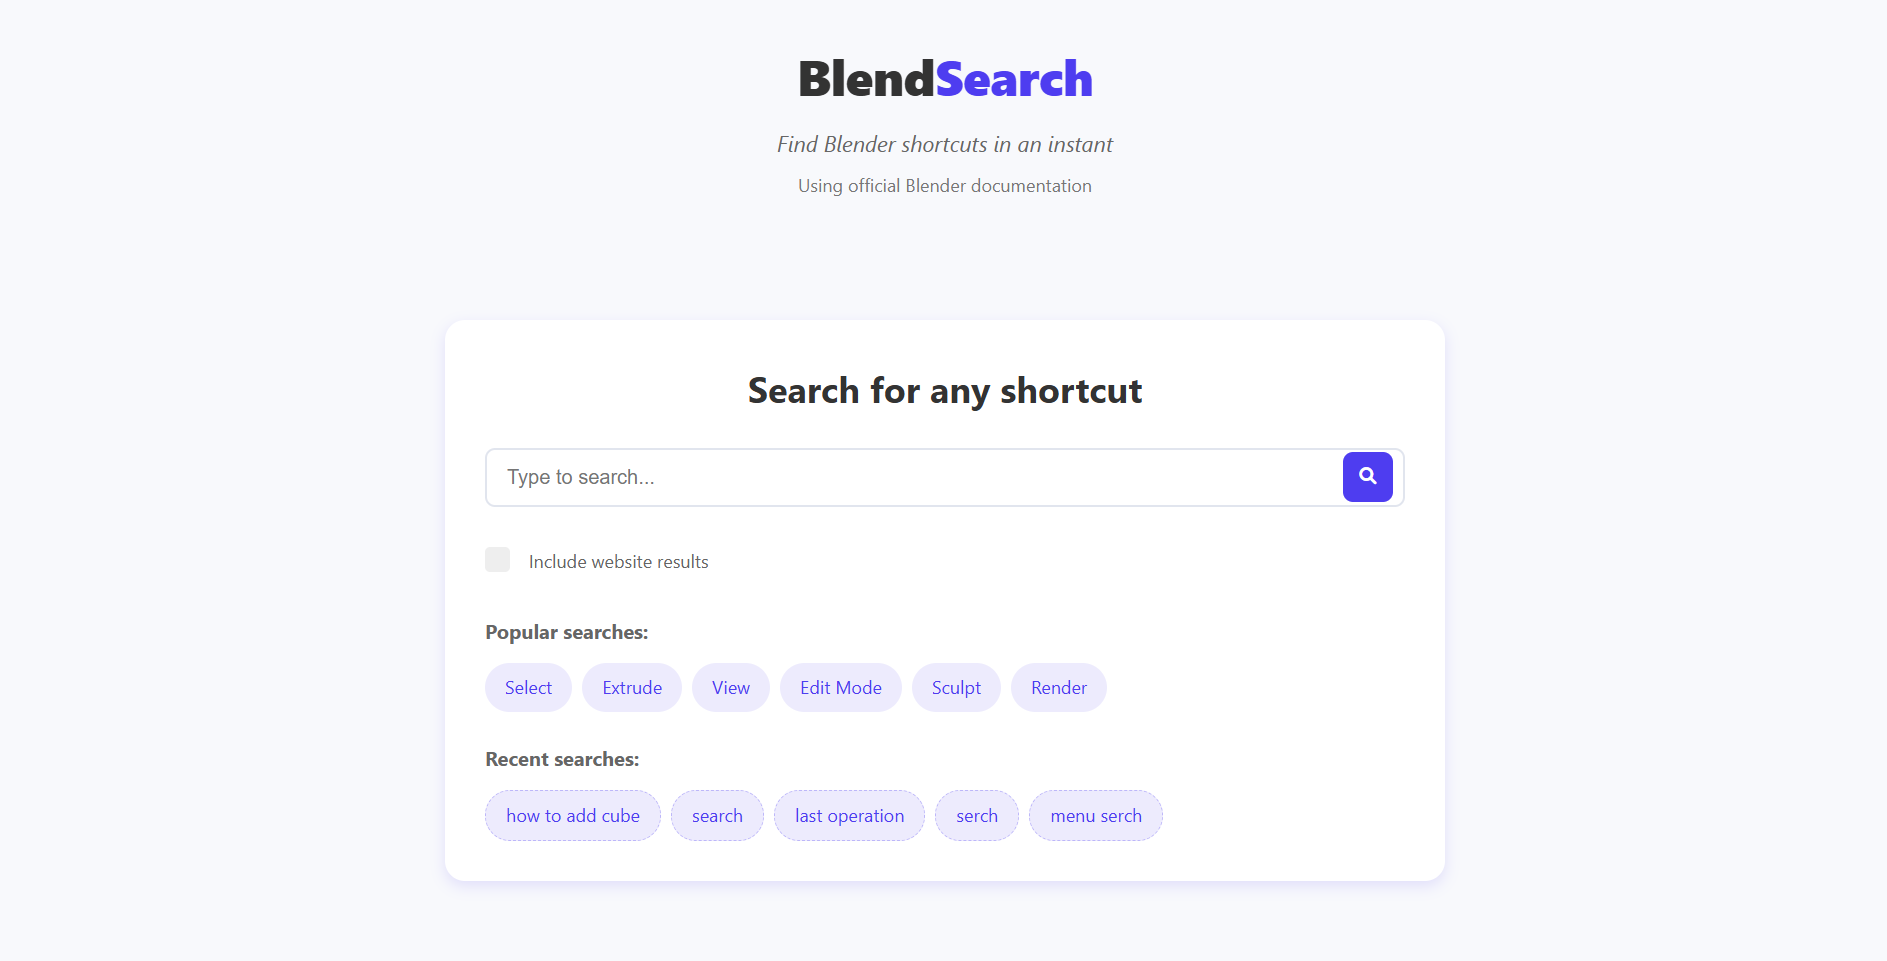 BlendSearch
Find Blender shortcuts in an instant
Using official Blender documentation
Search for any shortcut
Type to search...
Include website results
Popular searches:
Select Extrude View Edit Mode Sculpt Render
Recent searches:
how to add cube search last operation serch menu serch